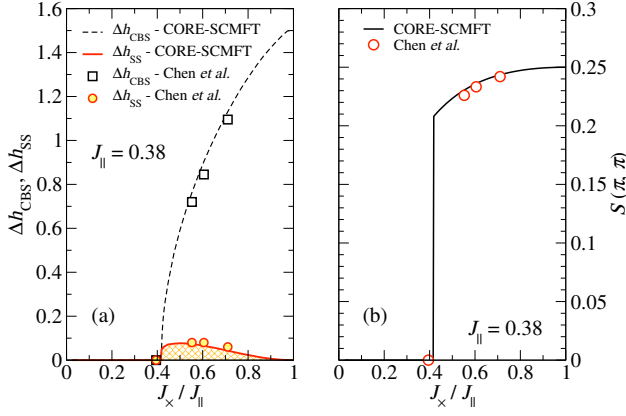 Δh_CBS - CORE-SCMFT
Δh_SS - CORE-SCMFT
Δh_CBS - Chen et al.
Δh_SS - Chen et al.
J_∥ = 0.38
(a)
Δh_CBS, Δh_SS
1.6
1.4
1.2
1
0.8
0.6
0.4
0.2
0
0 0.2 0.4 0.6 0.8 1
J_× / J_∥
CORE-SCMFT
Chen et al.
(b)
J_∥ = 0.38
0.3
0.25
0.2
0.15
0.1
0.05
0
S (π, π)
0 0.2 0.4 0.6 0.8 1
J_× / J_∥